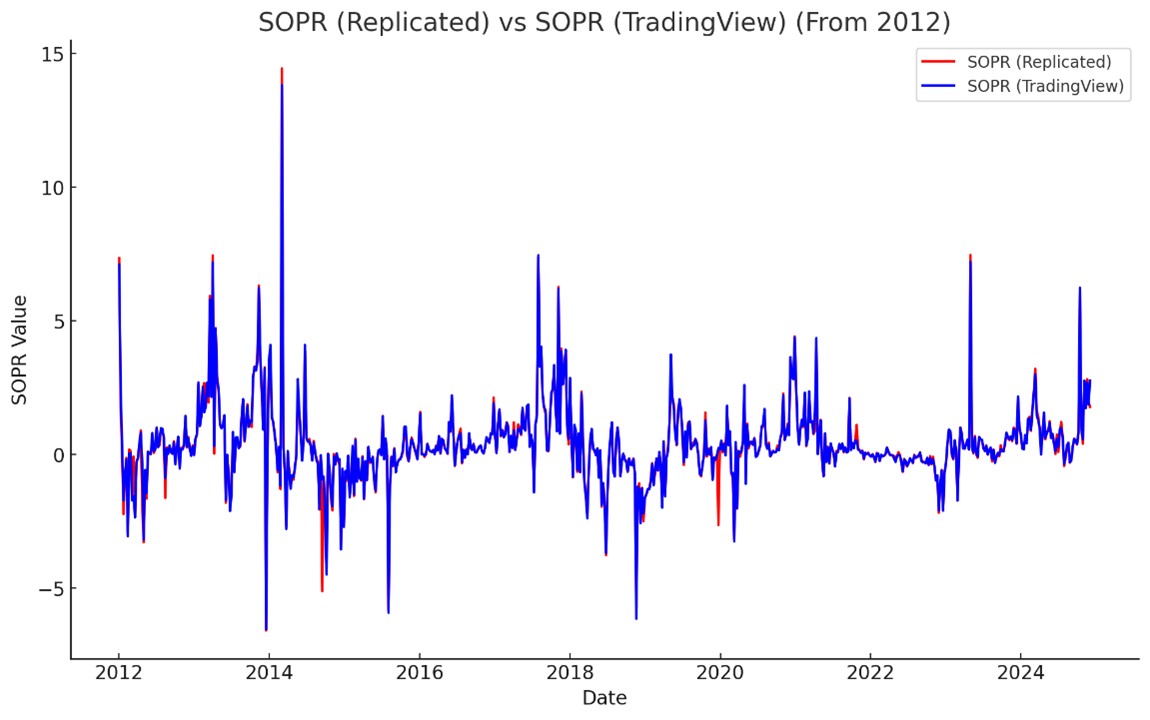 SOPR (Replicated) vs SOPR (TradingView) (From 2012)
SOPR (Replicated)
SOPR (TradingView)
SOPR Value
15
10
5
0
−5
2012 2014 2016 2018 2020 2022 2024
Date